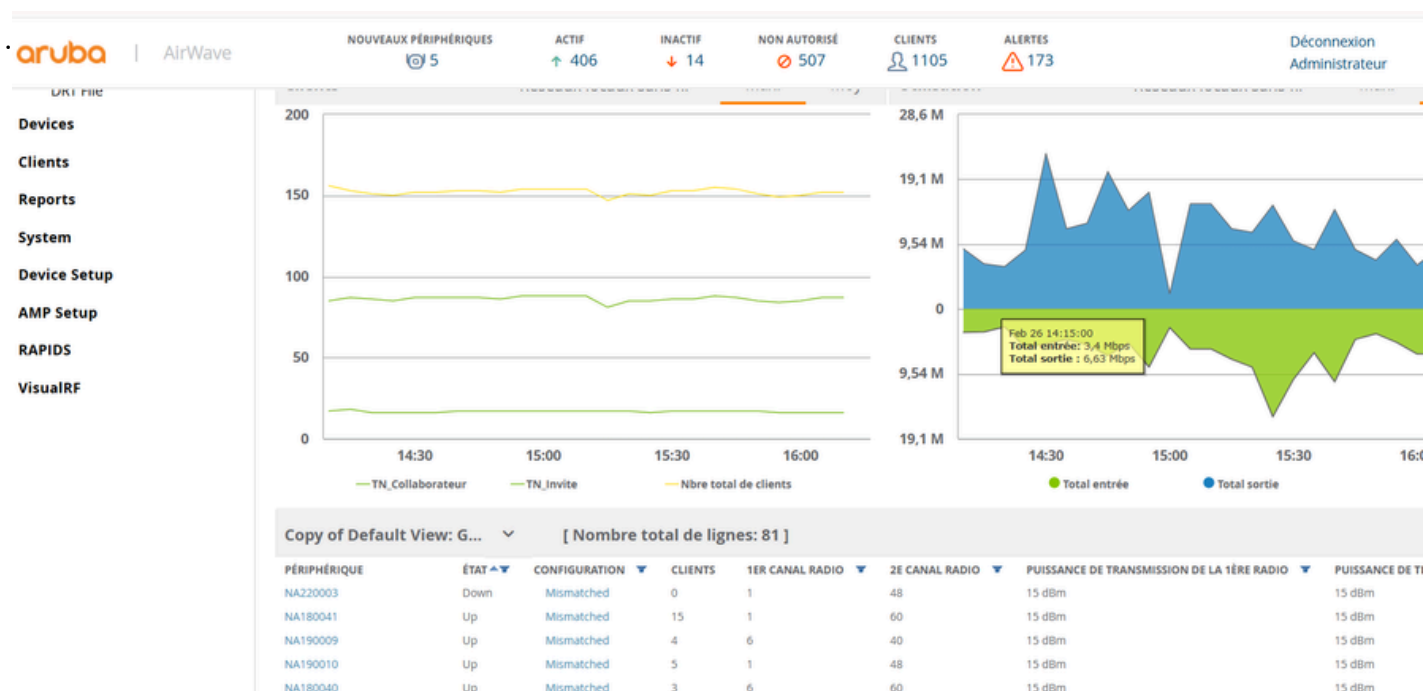 aruba | AirWave
NOUVEAUX PÉRIPHÉRIQUES ACTIF INACTIF NON AUTORISÉ CLIENTS ALERTES
5 406 14 507 1105 173
Déconnexion
Administrateur
DRT File
Devices
Clients
Reports
System
Device Setup
AMP Setup
RAPIDS
VisualRF
200
150
100
50
0
14:30 15:00 15:30 16:00
TN_Collaborateur TN_Invite Nbre total de clients
28,6 M
19,1 M
9,54 M
0
9,54 M
19,1 M
Feb 26 14:15:00
Total entrée: 3,4 Mbps
Total sortie : 6,63 Mbps
14:30 15:00 15:30
Total entrée Total sortie
Copy of Default View: G... [ Nombre total de lignes: 81 ]
PÉRIPHÉRIQUE ÉTAT CONFIGURATION CLIENTS 1ER CANAL RADIO 2E CANAL RADIO PUISSANCE DE TRANSMISSION DE LA 1ÈRE RADIO PUISSANCE DE
NA220003 Down Mismatched 0 1 48 15 dBm 15 dBm
NA180041 Up Mismatched 15 1 60 15 dBm 15 dBm
NA190009 Up Mismatched 4 6 40 15 dBm 15 dBm
NA190010 Up Mismatched 5 1 48 15 dBm 15 dBm
NA180040 Up Mismatched 3 6 60 15 dBm 15 dBm